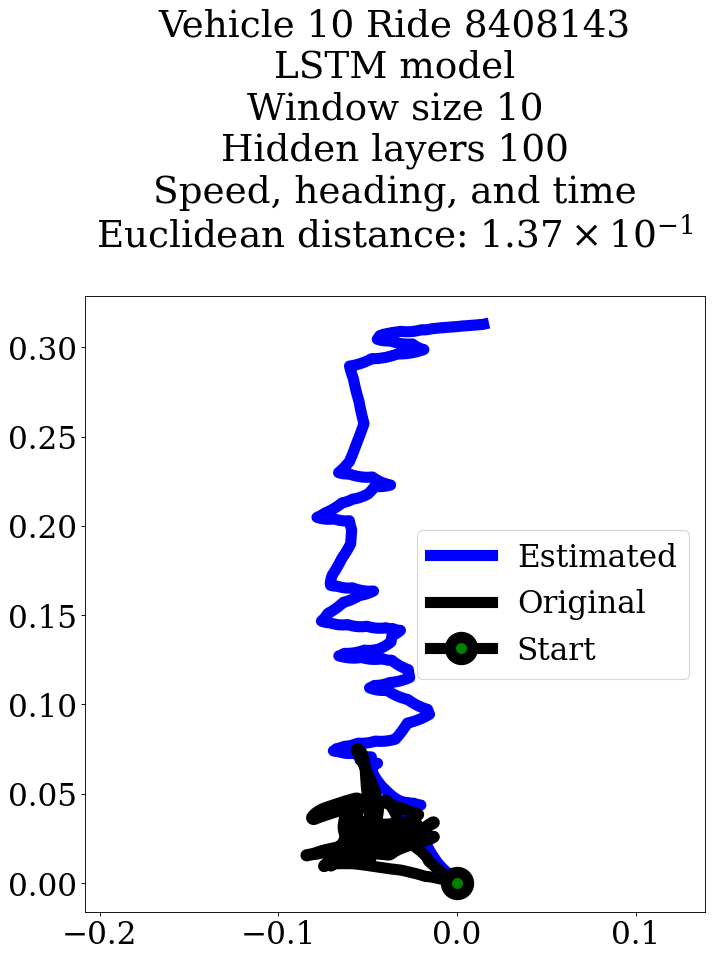 Vehicle 10 Ride 8408143
LSTM model
Window size 10
Hidden layers 100
Speed, heading, and time
Euclidean distance: 1.37 × 10⁻¹
0.30
0.25
0.20
0.15
0.10
0.05
0.00
Estimated
Original
Start
−0.2
−0.1
0.0
0.1